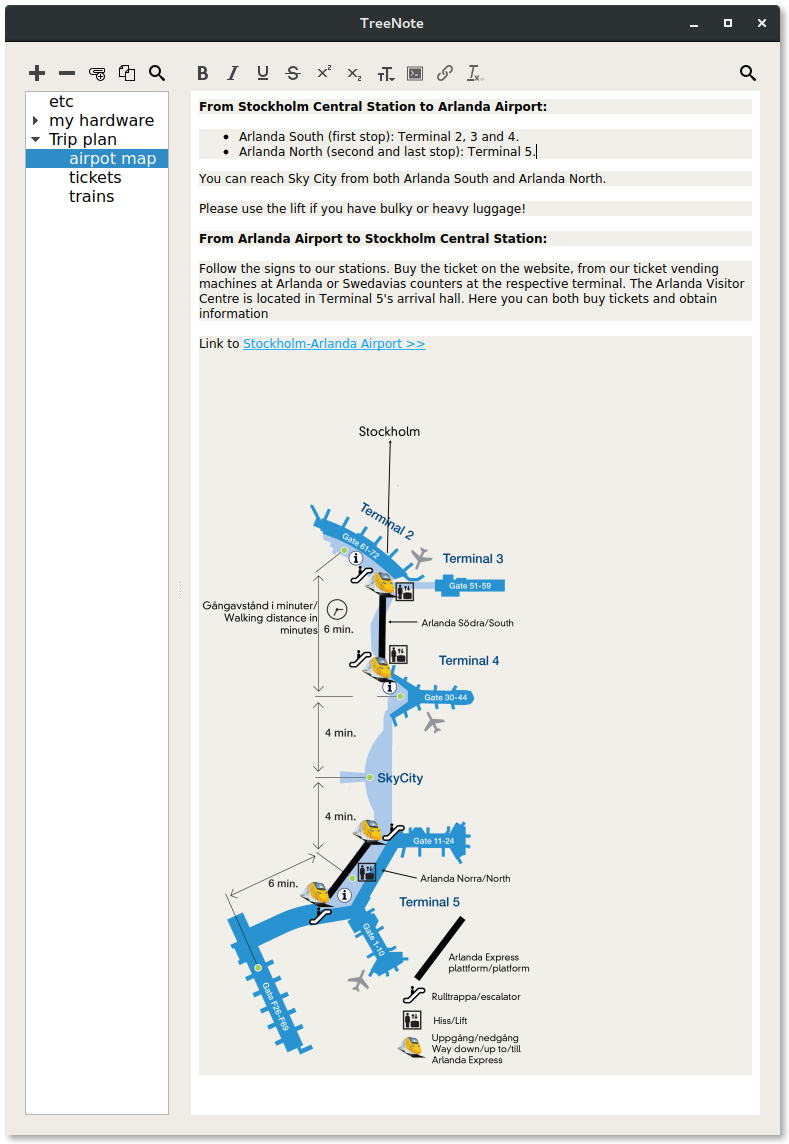 TreeNote
etc
my hardware
Trip plan
airpot map
tickets
trains
From Stockholm Central Station to Arlanda Airport:
Arlanda South (first stop): Terminal 2, 3 and 4.
Arlanda North (second and last stop): Terminal 5.
You can reach Sky City from both Arlanda South and Arlanda North.
Please use the lift if you have bulky or heavy luggage!
From Arlanda Airport to Stockholm Central Station:
Follow the signs to our stations. Buy the ticket on the website, from our ticket vending
machines at Arlanda or Swedavias counters at the respective terminal. The Arlanda Visitor
Centre is located in Terminal 5's arrival hall. Here you can both buy tickets and obtain
information
Link to Stockholm-Arlanda Airport >>
Stockholm
Terminal 2
Gate 61-72
Terminal 3
Gate 51-59
Gångavstånd i minuter/
Walking distance in
minutes
6 min.
Arlanda Södra/South
Terminal 4
Gate 30-44
4 min.
SkyCity
4 min.
Gate 11-24
6 min.
Arlanda Norra/North
Terminal 5
Gate 1-10
Gate F26-F69
Arlanda Express
plattform/platform
Rulltrappa/escalator
Hiss/Lift
Uppgång/nedgång
Way down/up to/till
Arlanda Express